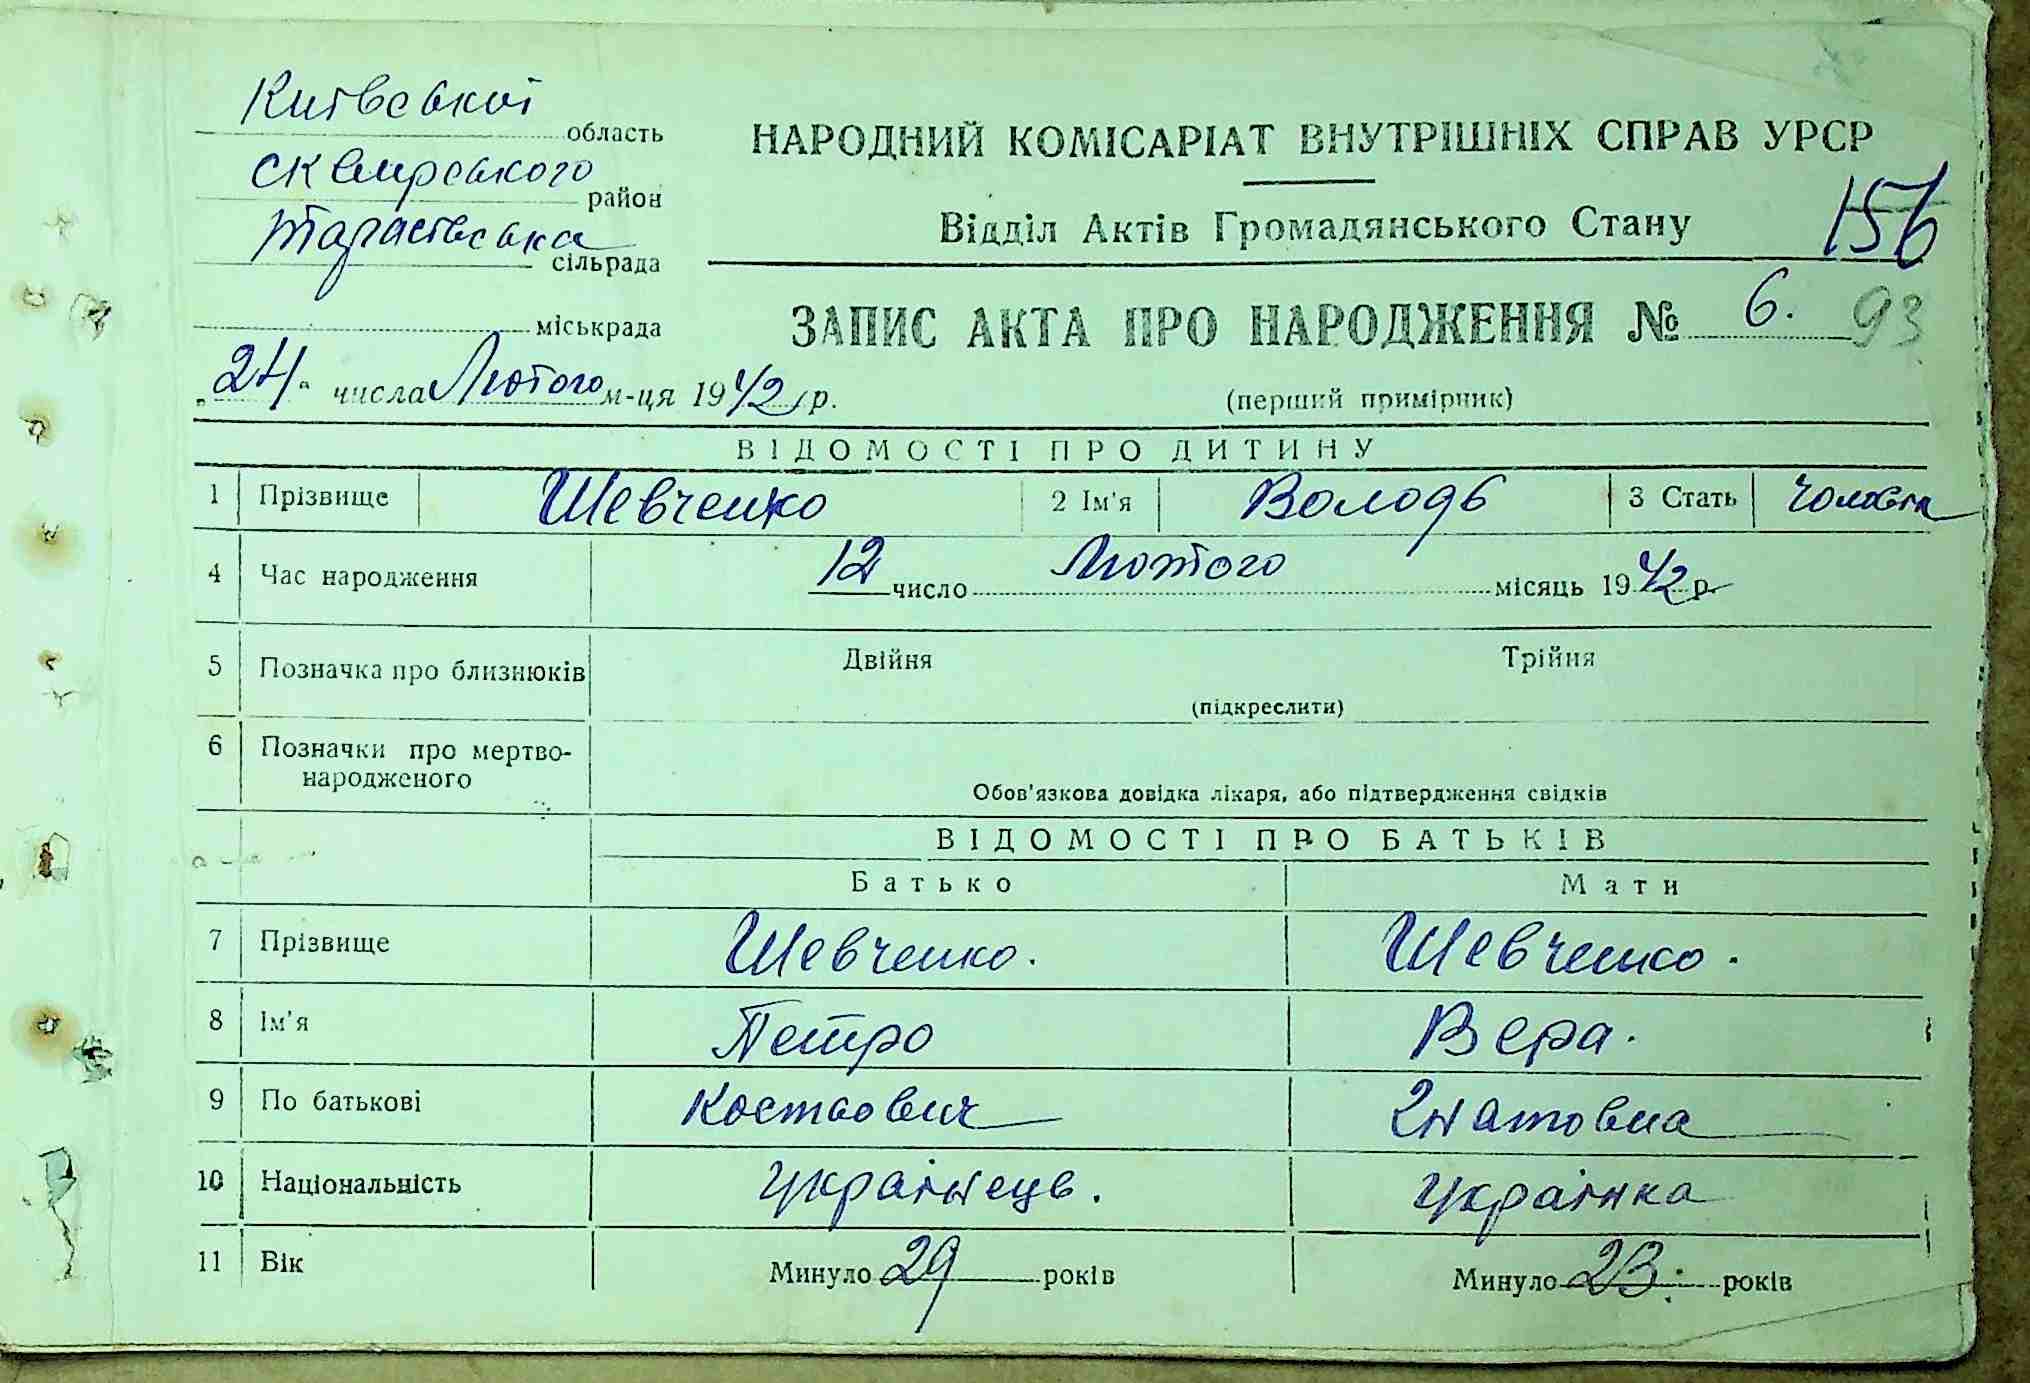 Київської область
Сквирського район
Тарасівська сільрада
міськрада
НАРОДНИЙ КОМІСАРІАТ ВНУТРІШНІХ СПРАВ УРСР
Відділ Актів Громадянського Стану
156
ЗАПИС АКТА ПРО НАРОДЖЕННЯ № 6. 93
„24“ числа Лютого м-ця 1942 р.
(перший примірник)
ВІДОМОСТІ ПРО ДИТИНУ
1 Прізвище Шевченко 2 Ім'я Володь 3 Стать
4 Час народження 12 число Лютого місяць 1942 р.
5 Позначка про близнюків Двійня Трійня
(підкреслити)
6 Позначки про мертво-
народженого
Обов'язкова довідка лікаря, або підтвердження свідків
ВІДОМОСТІ ПРО БАТЬКІВ
Батько Мати
7 Прізвище Шевченко. Шевченко.
8 Ім'я Петро Вера.
9 По батькові
10 Національність Українець. Українка
11 Вік Минуло 29 років Минуло 23. років